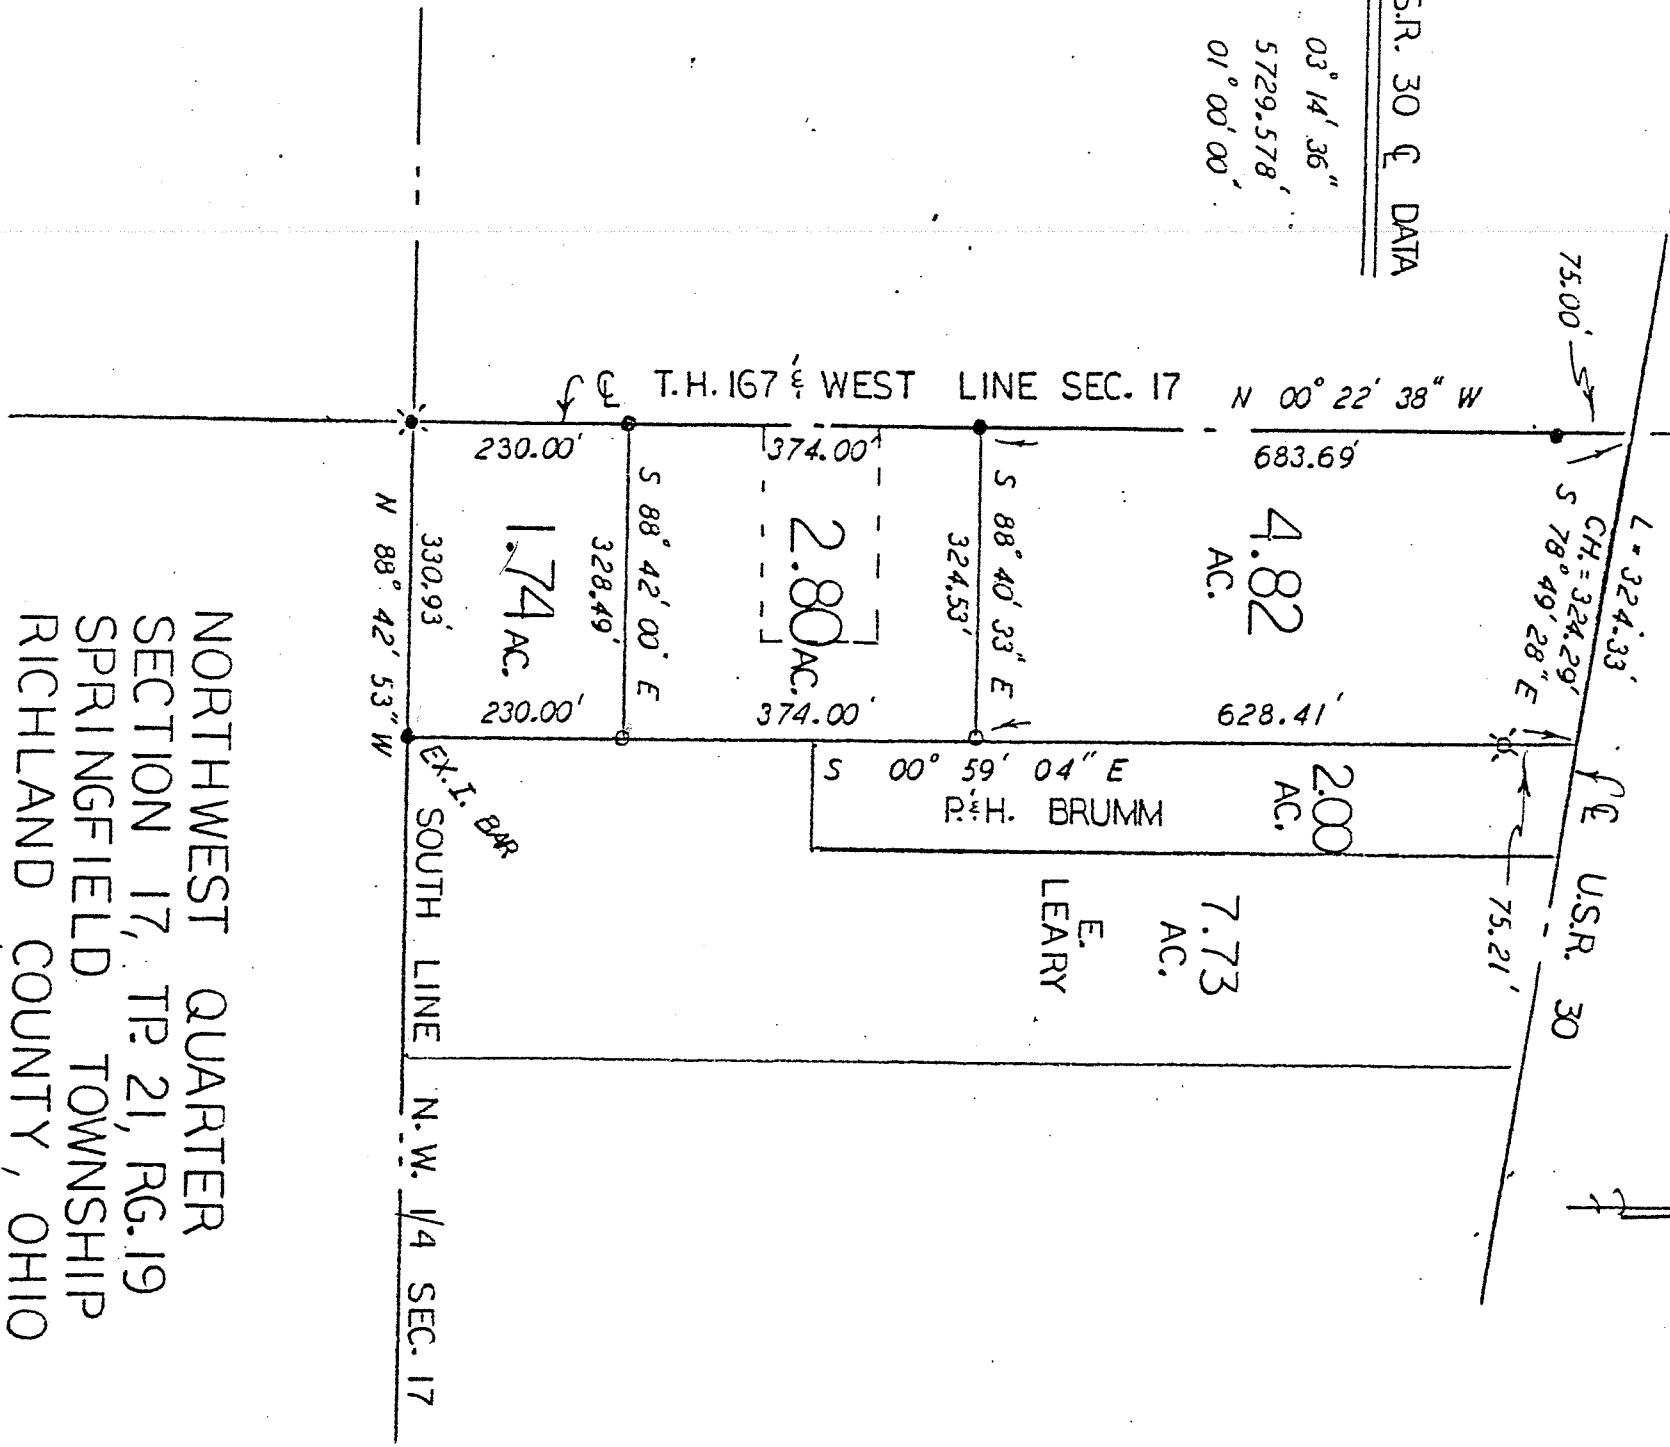 S.R. 30 ℄ DATA
03° 14' 36"
5729.578'
01° 00' 00"
75.00'
℄ T.H. 167 & WEST LINE SEC. 17
N 00° 22' 38" W
230.00'
374.00'
683.69'
L = 324.33'
CH. = 324.29'
S 78° 49' 28" E
4.82
AC.
S 88° 40' 33" E
324.53'
2.80 AC.
S 88° 42' 00" E
328.49'
1.74 AC.
330.93'
N 88° 42' 53" W
230.00'
374.00'
628.41'
S 00° 59' 04" E
P. & H. BRUMM
2.00
AC.
75.21'
℄ U.S.R. 30
EX. I. BAR
7.73
AC.
E.
LEARY
SOUTH LINE N.W. 1/4 SEC. 17
NORTHWEST QUARTER
SECTION 17, TP. 21, RG. 19
SPRINGFIELD TOWNSHIP
RICHLAND COUNTY, OHIO